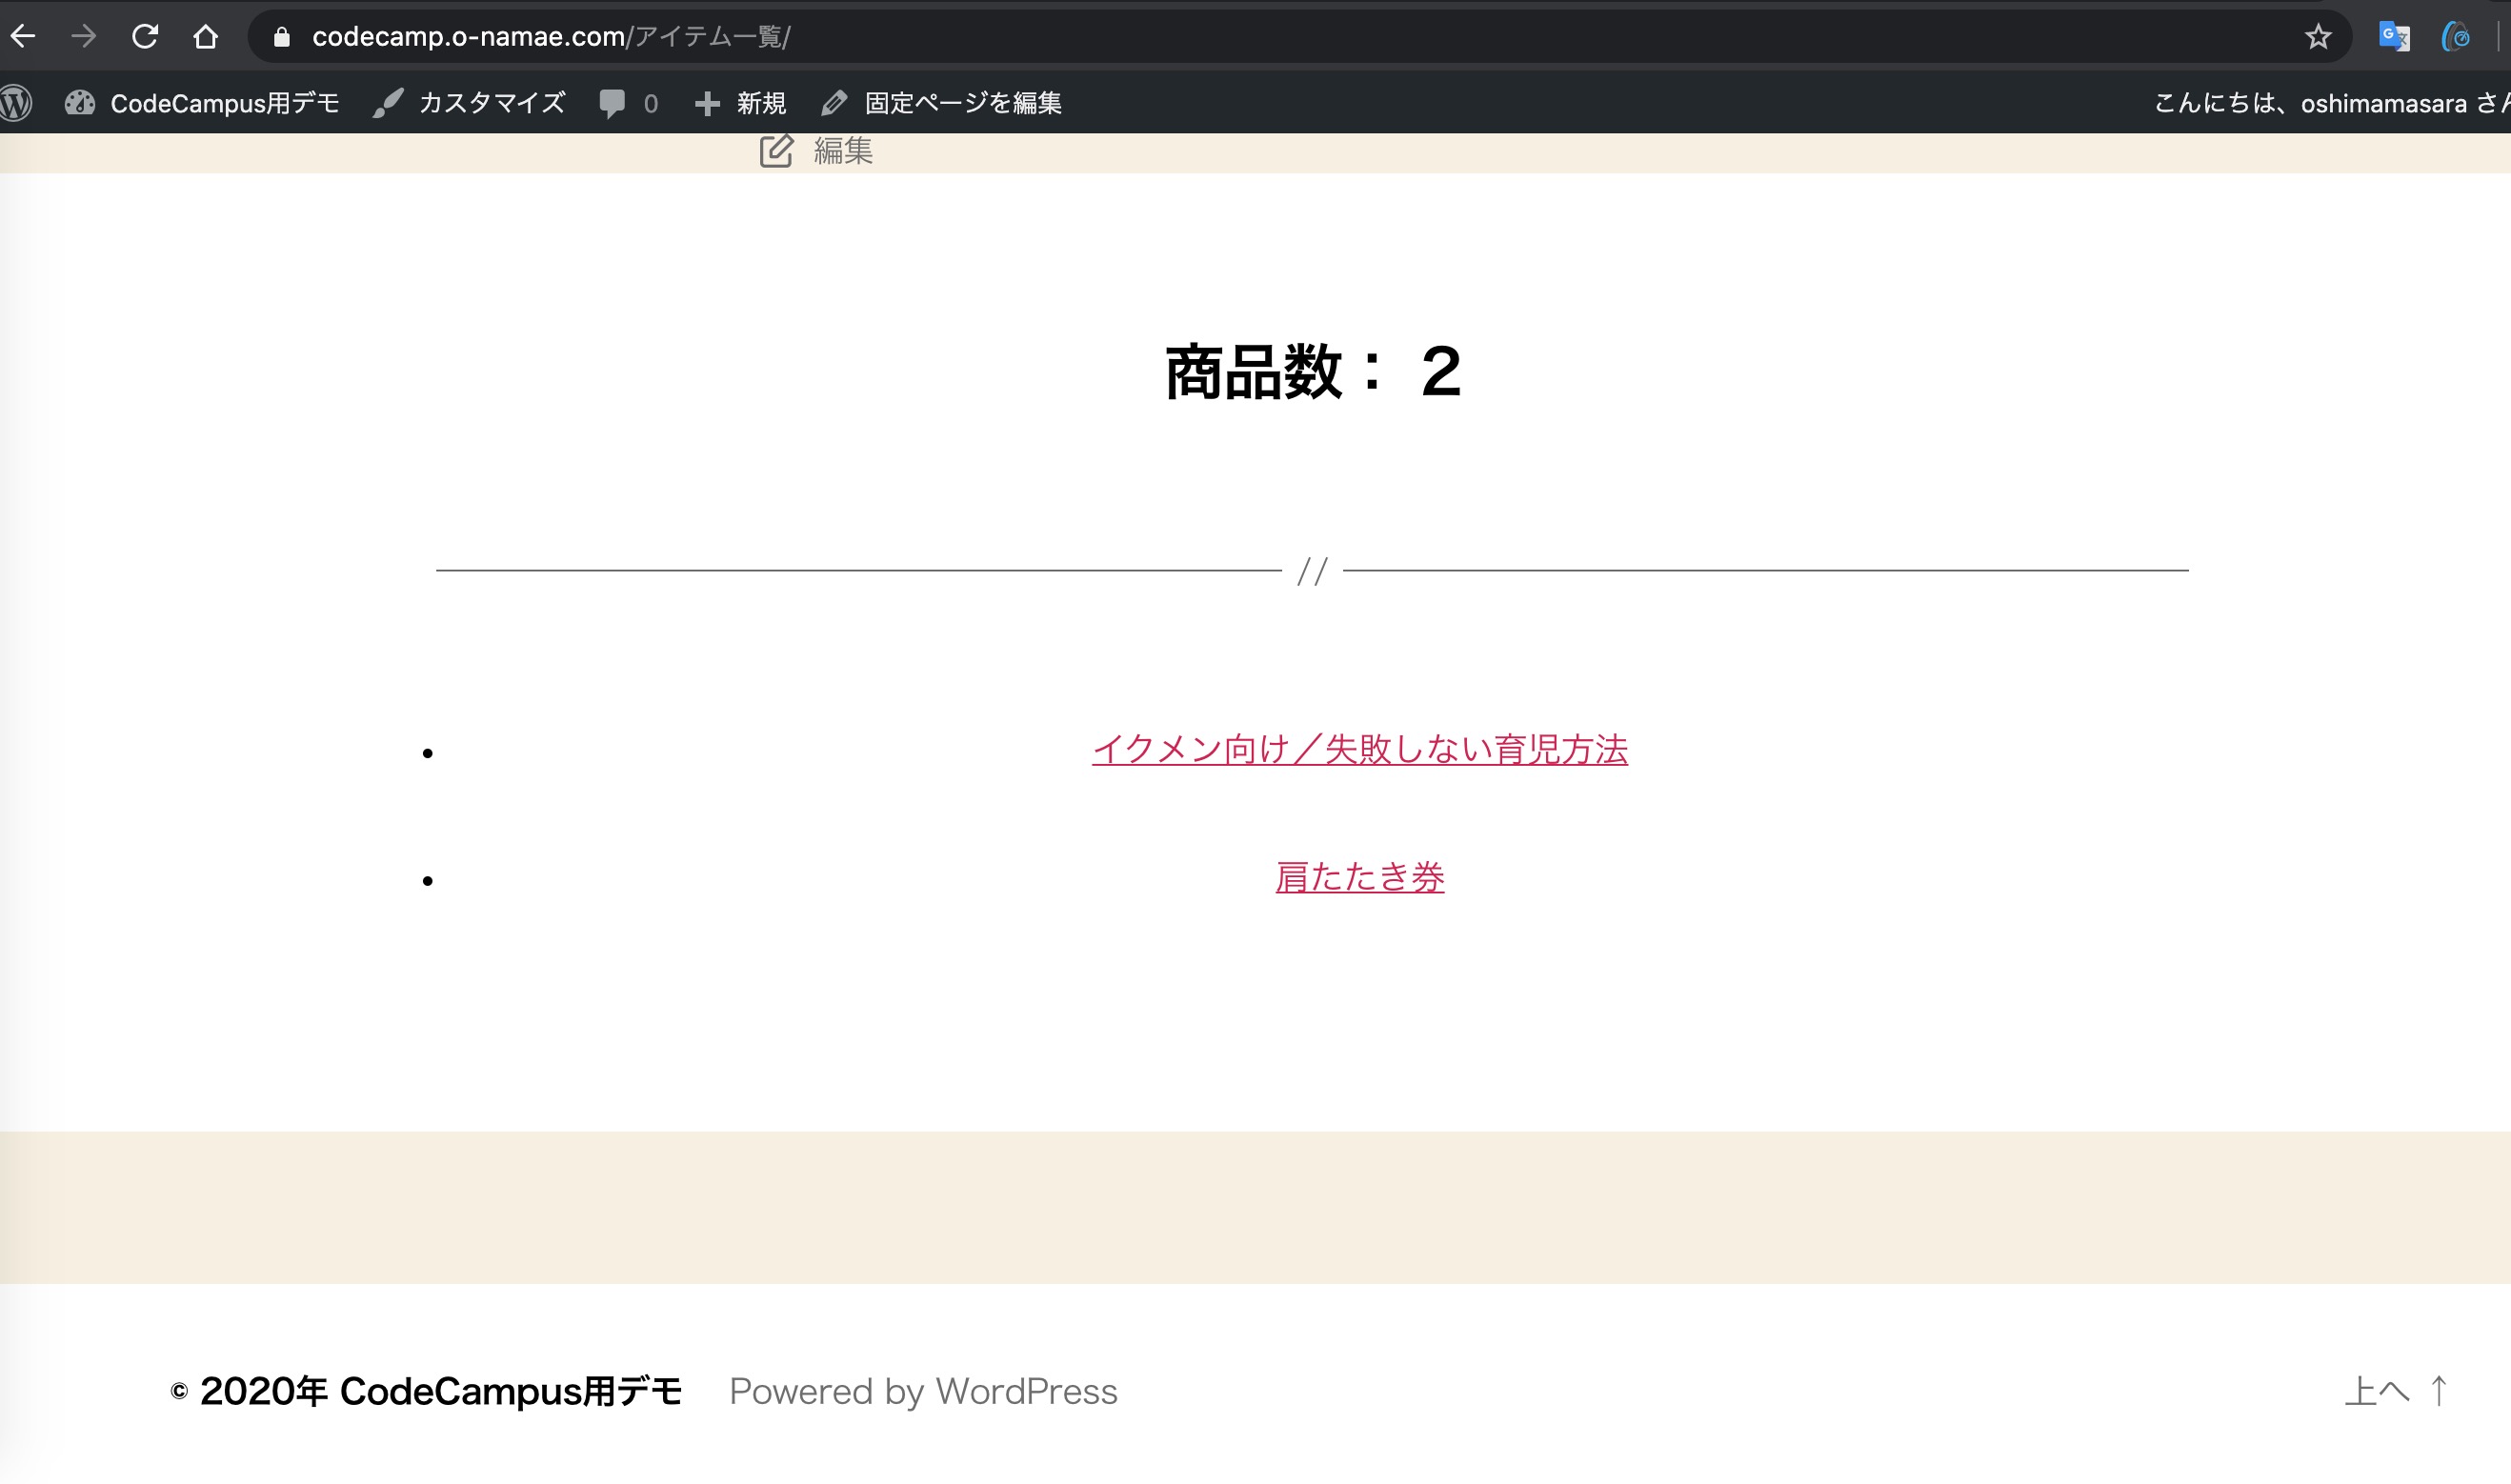 codecamp.o-namae.com/アイテム一覧/
CodeCampus用デモ カスタマイズ 0 新規 固定ページを編集 こんにちは、oshimamasara さん
編集
商品数： 2
//
イクメン向け／失敗しない育児方法
肩たたき券
© 2020年 CodeCampus用デモ Powered by WordPress 上へ ↑